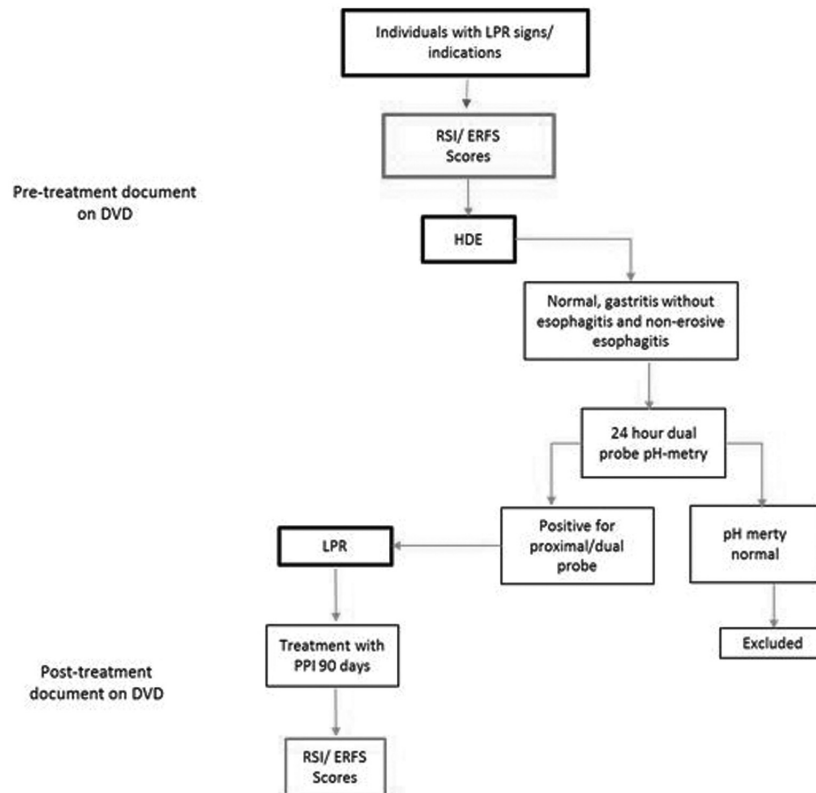 Individuals with LPR signs/
indications
RSI/ ERFS
Scores
Pre-treatment document
on DVD
HDE
Normal, gastritis without
esophagitis and non-erosive
esophagitis
24 hour dual
probe pH-metry
Positive for
proximal/dual
probe
pH merty
normal
LPR
Excluded
Treatment with
PPI 90 days
Post-treatment
document on DVD
RSI/ ERFS
Scores